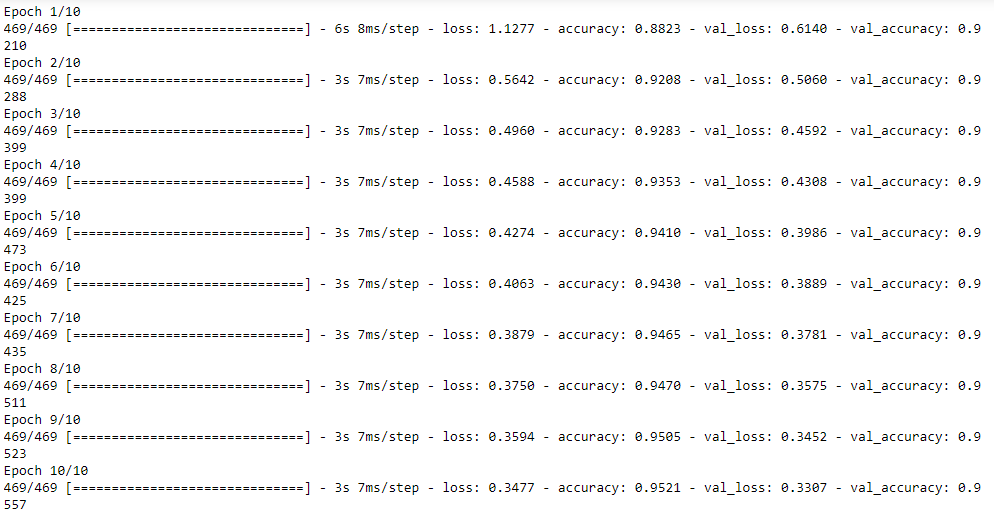 Epoch 1/10
469/469 [==============================] - 6s 8ms/step - loss: 1.1277 - accuracy: 0.8823 - val_loss: 0.6140 - val_accuracy: 0.9
210
Epoch 2/10
469/469 [==============================] - 3s 7ms/step - loss: 0.5642 - accuracy: 0.9208 - val_loss: 0.5060 - val_accuracy: 0.9
288
Epoch 3/10
469/469 [==============================] - 3s 7ms/step - loss: 0.4960 - accuracy: 0.9283 - val_loss: 0.4592 - val_accuracy: 0.9
399
Epoch 4/10
469/469 [==============================] - 3s 7ms/step - loss: 0.4588 - accuracy: 0.9353 - val_loss: 0.4308 - val_accuracy: 0.9
399
Epoch 5/10
469/469 [==============================] - 3s 7ms/step - loss: 0.4274 - accuracy: 0.9410 - val_loss: 0.3986 - val_accuracy: 0.9
473
Epoch 6/10
469/469 [==============================] - 3s 7ms/step - loss: 0.4063 - accuracy: 0.9430 - val_loss: 0.3889 - val_accuracy: 0.9
425
Epoch 7/10
469/469 [==============================] - 3s 7ms/step - loss: 0.3879 - accuracy: 0.9465 - val_loss: 0.3781 - val_accuracy: 0.9
435
Epoch 8/10
469/469 [==============================] - 3s 7ms/step - loss: 0.3750 - accuracy: 0.9470 - val_loss: 0.3575 - val_accuracy: 0.9
511
Epoch 9/10
469/469 [==============================] - 3s 7ms/step - loss: 0.3594 - accuracy: 0.9505 - val_loss: 0.3452 - val_accuracy: 0.9
523
Epoch 10/10
469/469 [==============================] - 3s 7ms/step - loss: 0.3477 - accuracy: 0.9521 - val_loss: 0.3307 - val_accuracy: 0.9
557